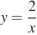 y = 2/x